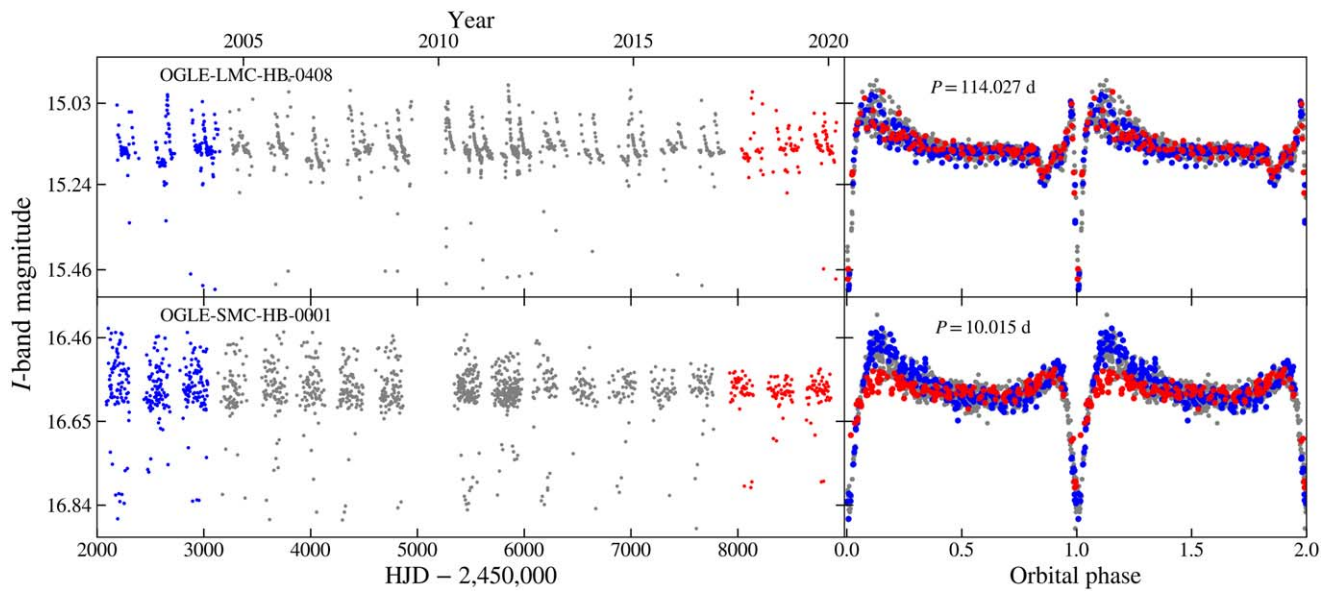 Year
2005 2010 2015 2020
OGLE-LMC-HB-0408
P = 114.027 d
15.03
15.24
15.46
I-band magnitude
OGLE-SMC-HB-0001
P = 10.015 d
16.46
16.65
16.84
2000 3000 4000 5000 6000 7000 8000 0.0 0.5 1.0 1.5 2.0
HJD − 2,450,000 Orbital phase